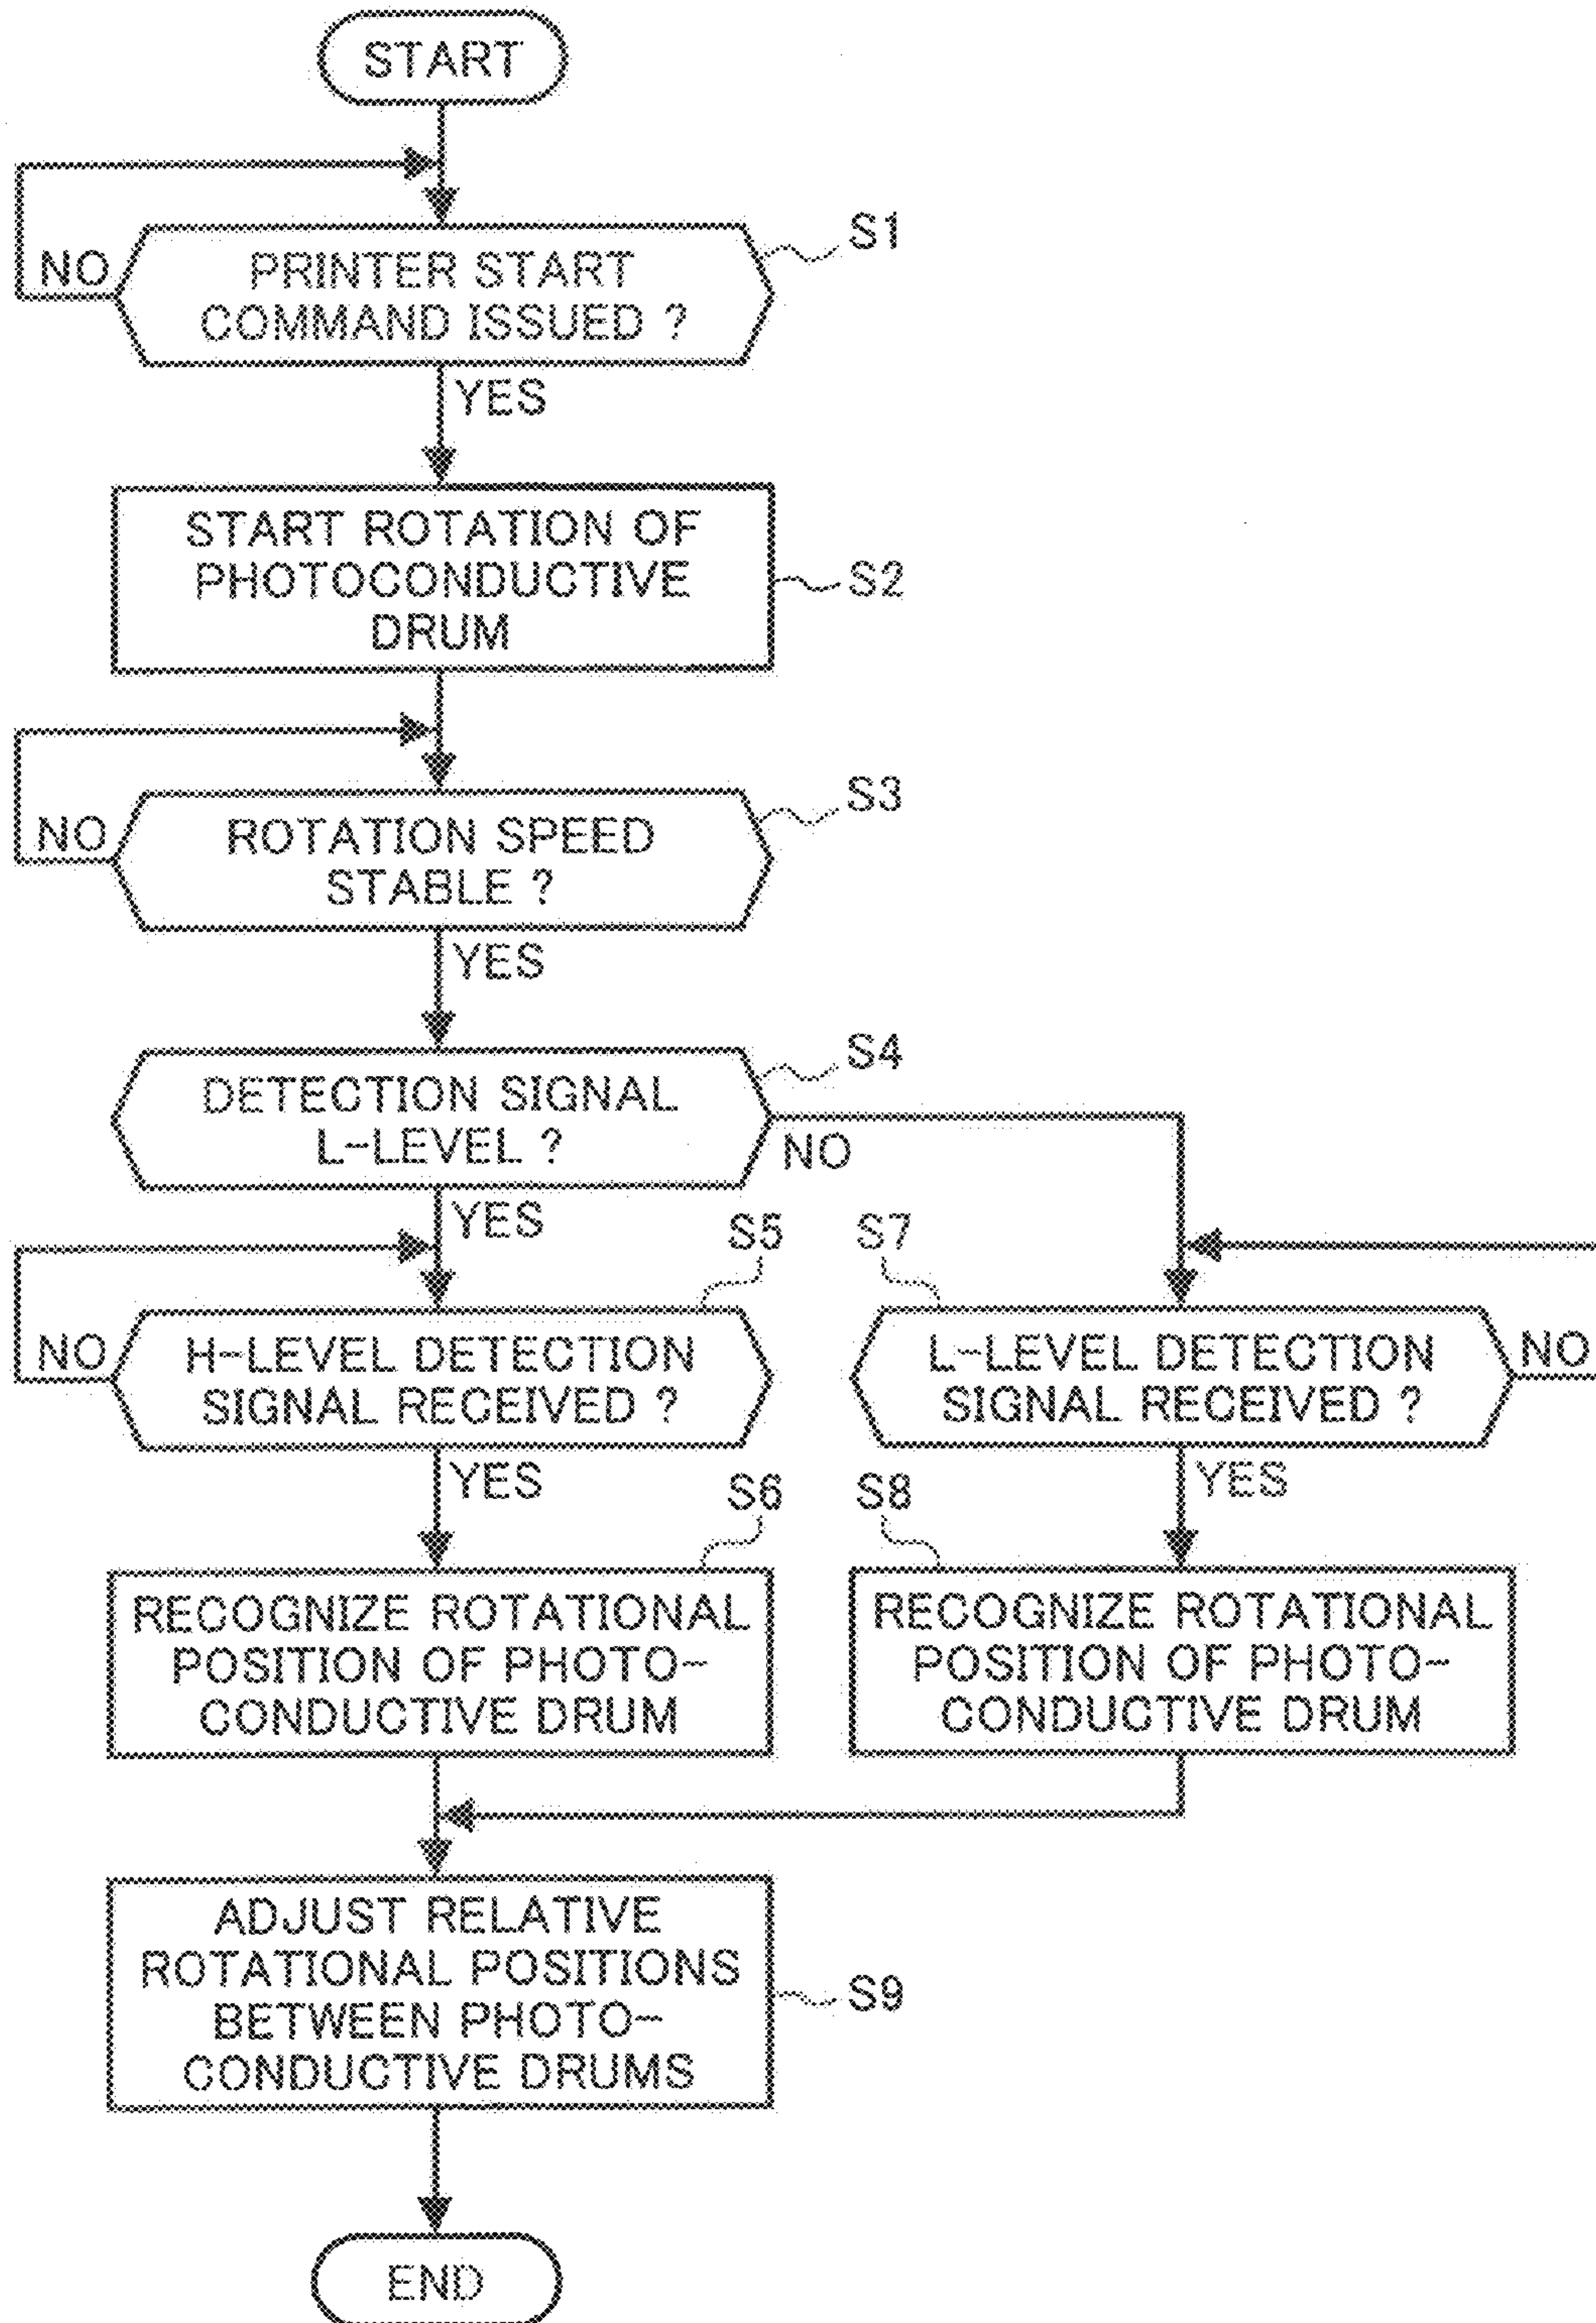 START
S1
NO
PRINTER START
COMMAND ISSUED ?
YES
START ROTATION OF
PHOTOCONDUCTIVE
DRUM
S2
S3
NO
ROTATION SPEED
STABLE ?
YES
S4
DETECTION SIGNAL
L-LEVEL ?
NO
YES
S5
S7
NO
H-LEVEL DETECTION
SIGNAL RECEIVED ?
L-LEVEL DETECTION
SIGNAL RECEIVED ?
NO
YES
YES
S6
S8
RECOGNIZE ROTATIONAL
POSITION OF PHOTO-
CONDUCTIVE DRUM
RECOGNIZE ROTATIONAL
POSITION OF PHOTO-
CONDUCTIVE DRUM
ADJUST RELATIVE
ROTATIONAL POSITIONS
BETWEEN PHOTO-
CONDUCTIVE DRUMS
S9
END